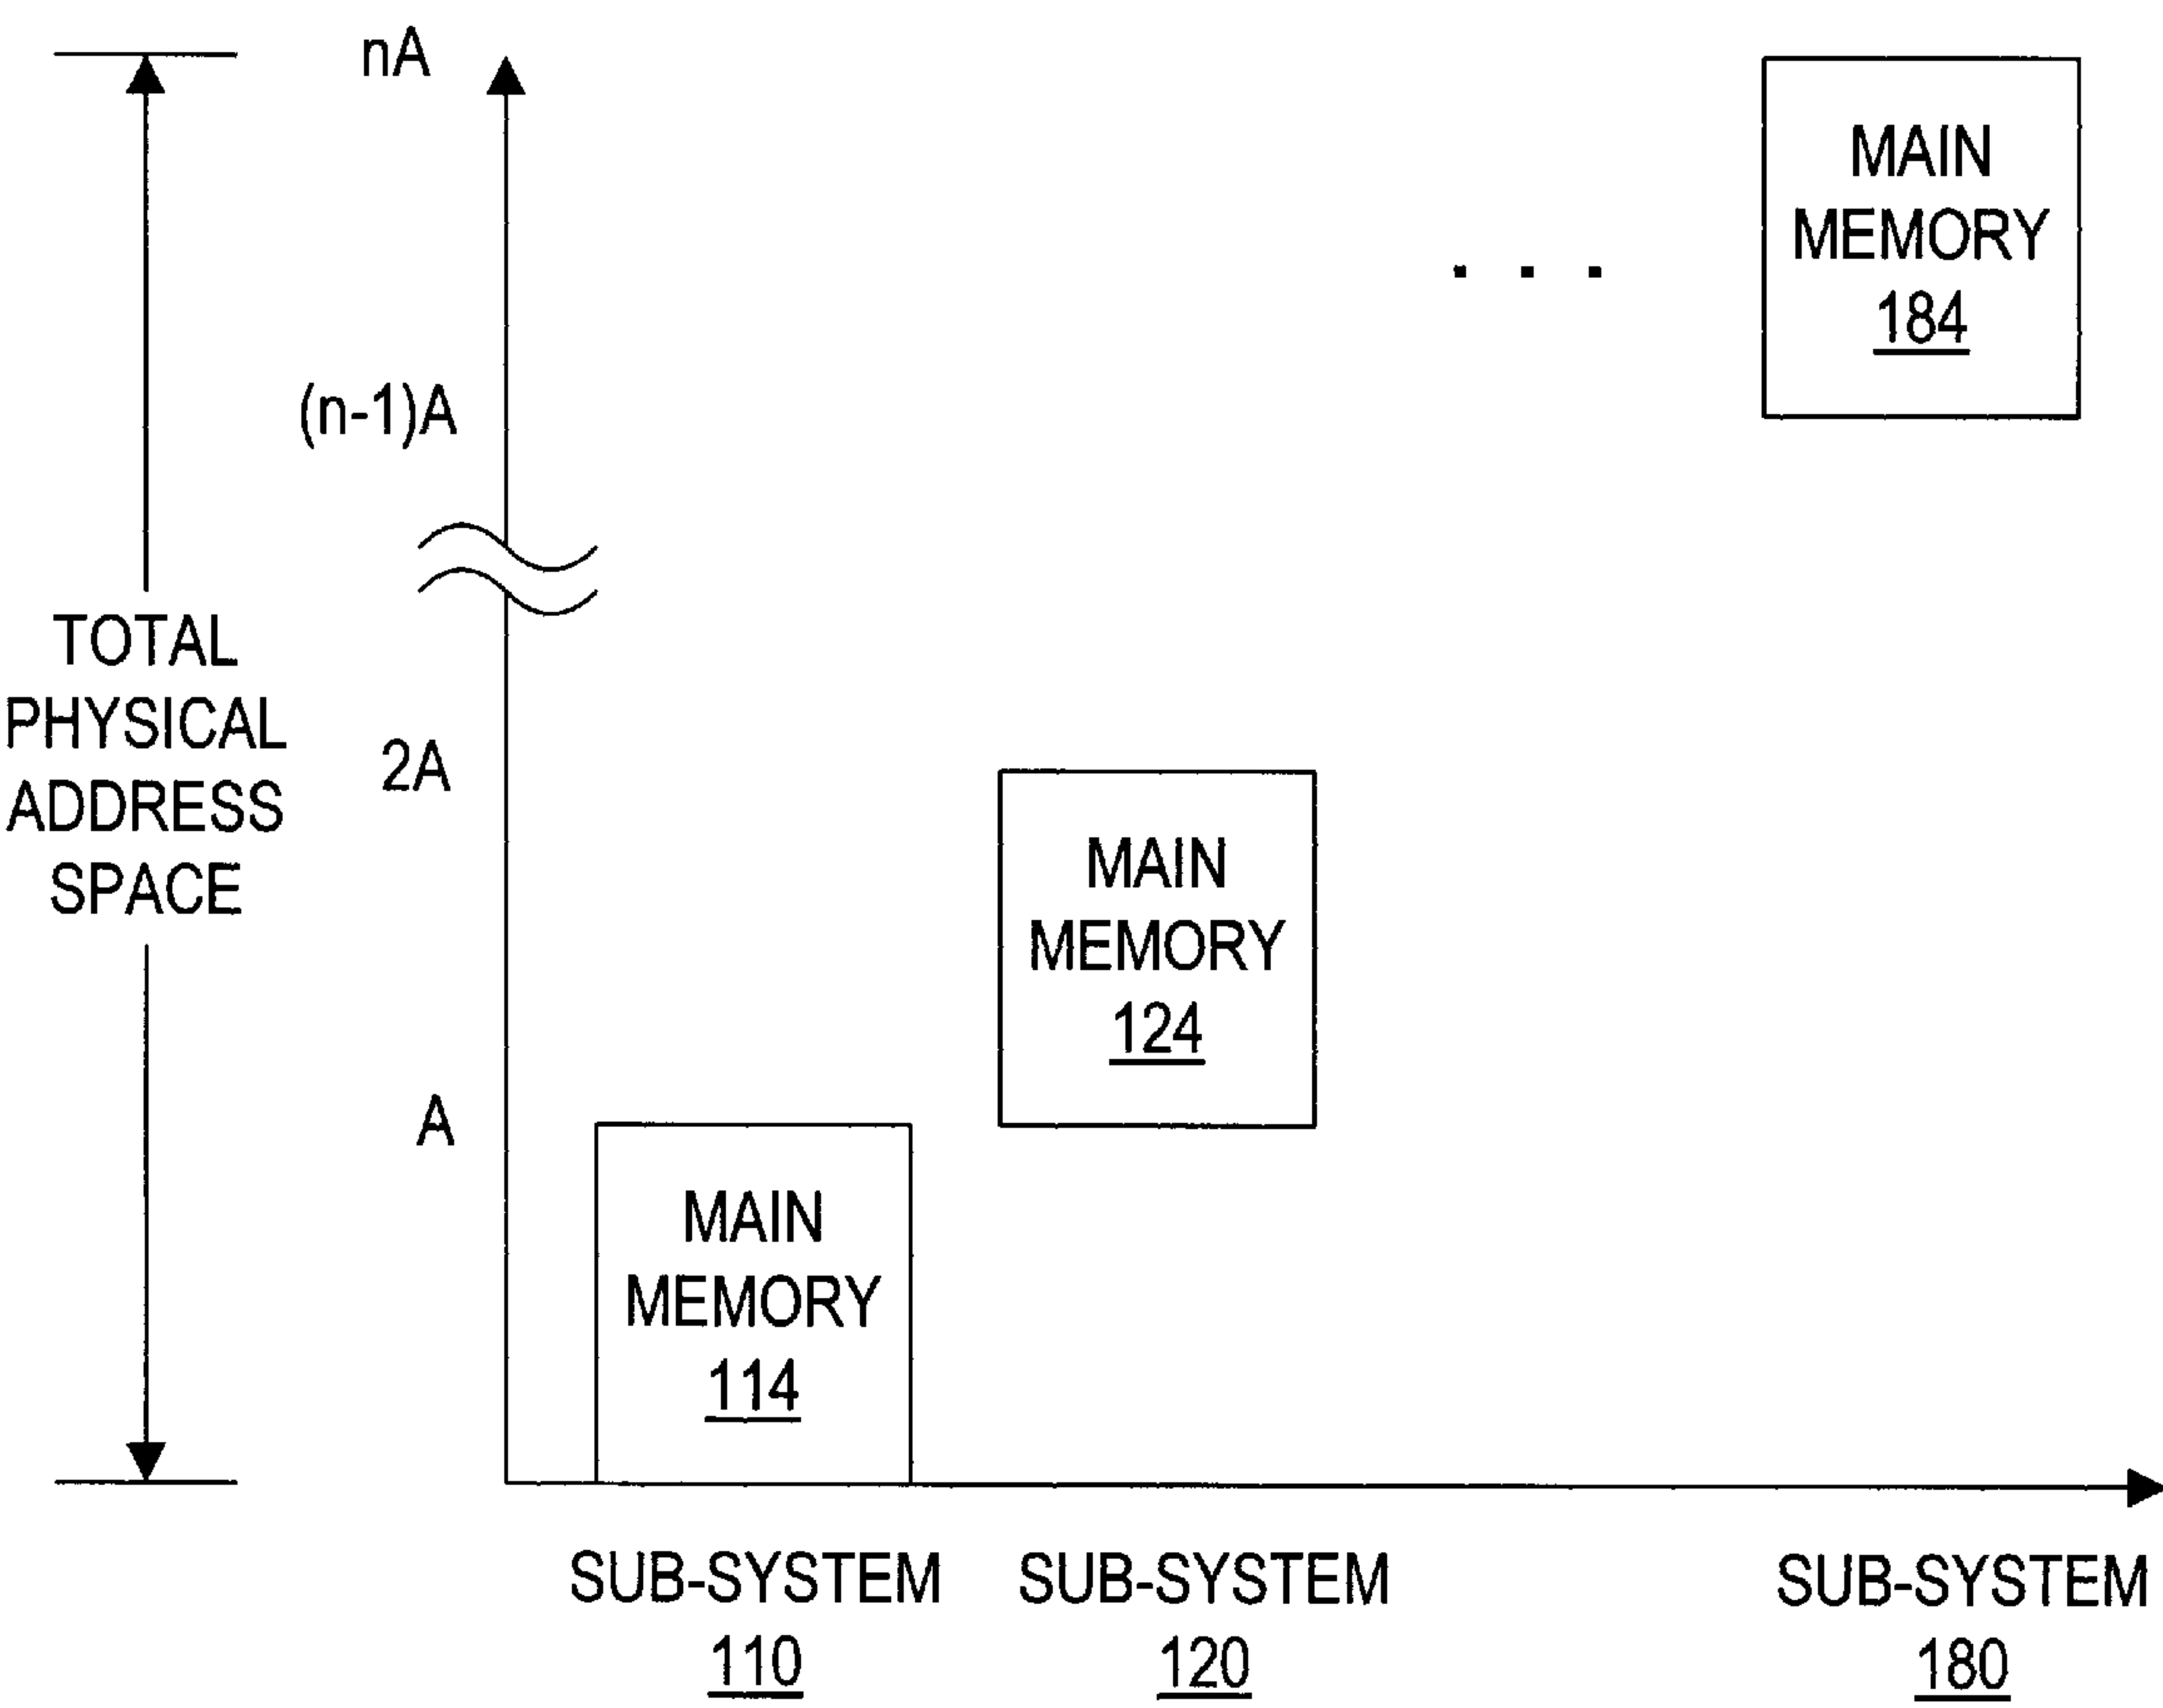 nA
(n-1)A
2A
A
TOTAL
PHYSICAL
ADDRESS
SPACE
MAIN
MEMORY
184
MAIN
MEMORY
124
MAIN
MEMORY
114
SUB-SYSTEM
110
SUB-SYSTEM
120
SUB-SYSTEM
180